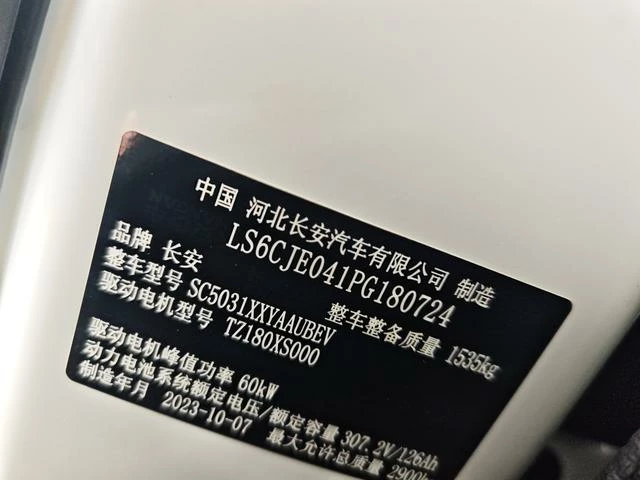 中国 河北长安汽车有限公司 制造
LS6CJE041PG180724
品牌 长安
整车型号 SC5031XXYAAUBEV 整车整备质量 1535kg
驱动电机型号 TZ180XS000
驱动电机峰值功率 60kW
动力电池系统额定电压/额定容量 307.2V/126Ah
制造年月 2023-10-07 最大允许总质量 2900k